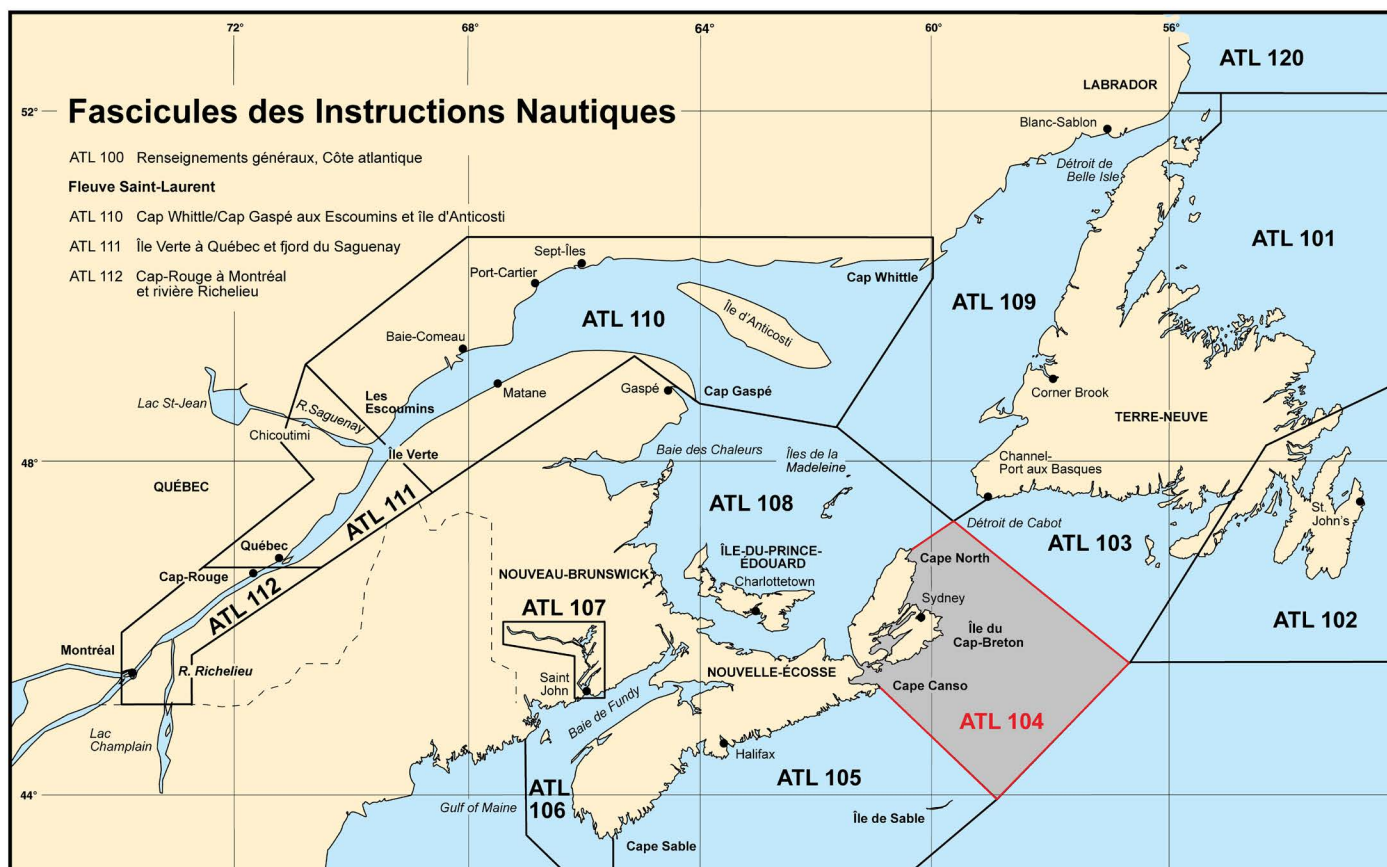 72°
68°
64°
60°
56°
ATL 120
LABRADOR
52°
Fascicules des Instructions Nautiques
Blanc-Sablon
ATL 100 Renseignements généraux, Côte atlantique
Détroit de
Belle Isle
Fleuve Saint-Laurent
ATL 110 Cap Whittle/Cap Gaspé aux Escoumins et île d'Anticosti
ATL 101
ATL 111 Île Verte à Québec et fjord du Saguenay
Sept-Îles
Port-Cartier
Cap Whittle
ATL 112 Cap-Rouge à Montréal
et rivière Richelieu
ATL 109
ATL 110
Île d'Anticosti
Baie-Comeau
Matane
Gaspé
Cap Gaspé
Corner Brook
Les
Escoumins
Lac St-Jean
R.Saguenay
Chicoutimi
TERRE-NEUVE
Île Verte
Baie des Chaleurs
Îles de la
Madeleine
Channel-
Port aux Basques
48°
QUÉBEC
ATL 111
ATL 108
St.
John's
Détroit de Cabot
ATL 103
Québec
Cap-Rouge
ATL 112
NOUVEAU-BRUNSWICK
ÎLE-DU-PRINCE-
ÉDOUARD
Charlottetown
Cape North
Sydney
ATL 107
ATL 102
Île du
Cap-Breton
Montréal
R. Richelieu
Saint
John
NOUVELLE-ÉCOSSE
Cape Canso
Baie de Fundy
ATL 104
Lac
Champlain
Halifax
ATL 105
44°
Gulf of Maine
ATL
106
Île de Sable
Cape Sable